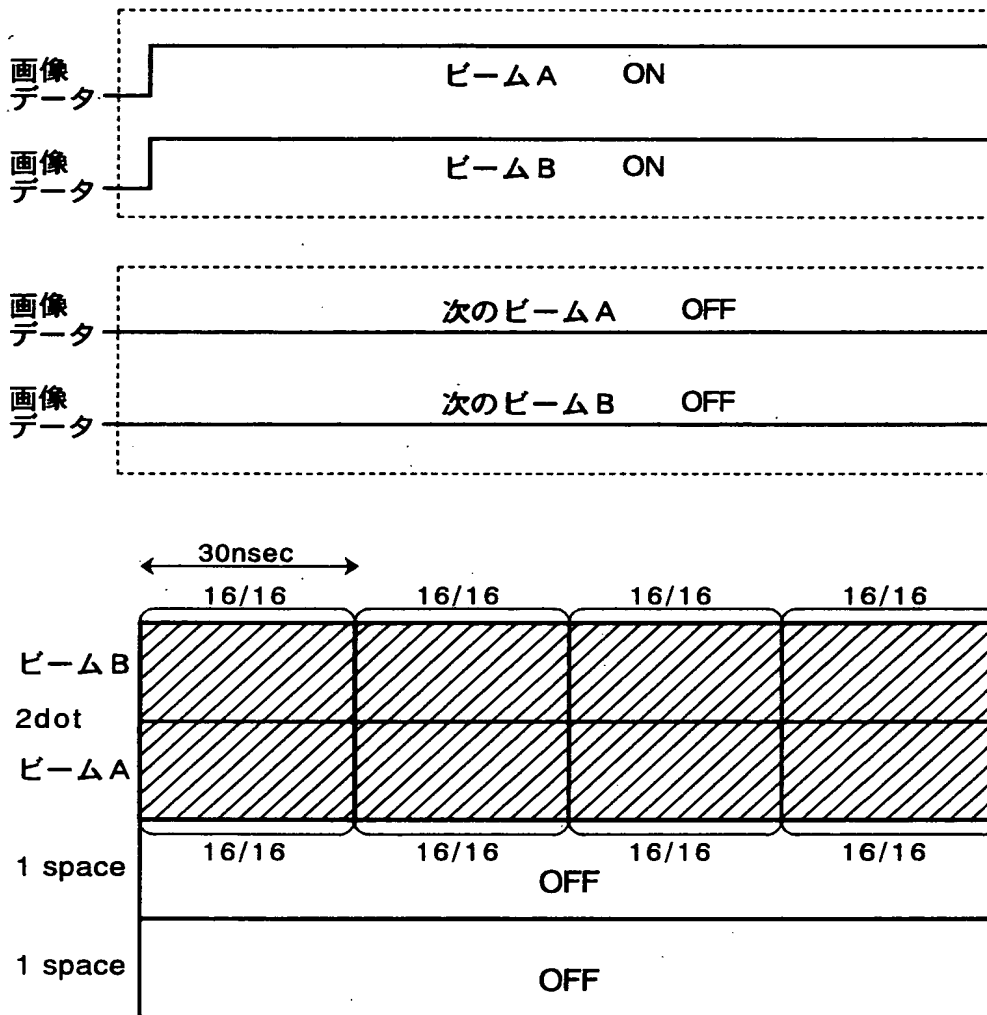 画像
データ
ビームA ON
画像
データ
ビームB ON
画像
データ
次のビームA OFF
画像
データ
次のビームB OFF
30nsec
16/16 16/16 16/16 16/16
ビームB
2dot
ビームA
16/16 16/16 16/16 16/16
1 space
OFF
1 space
OFF